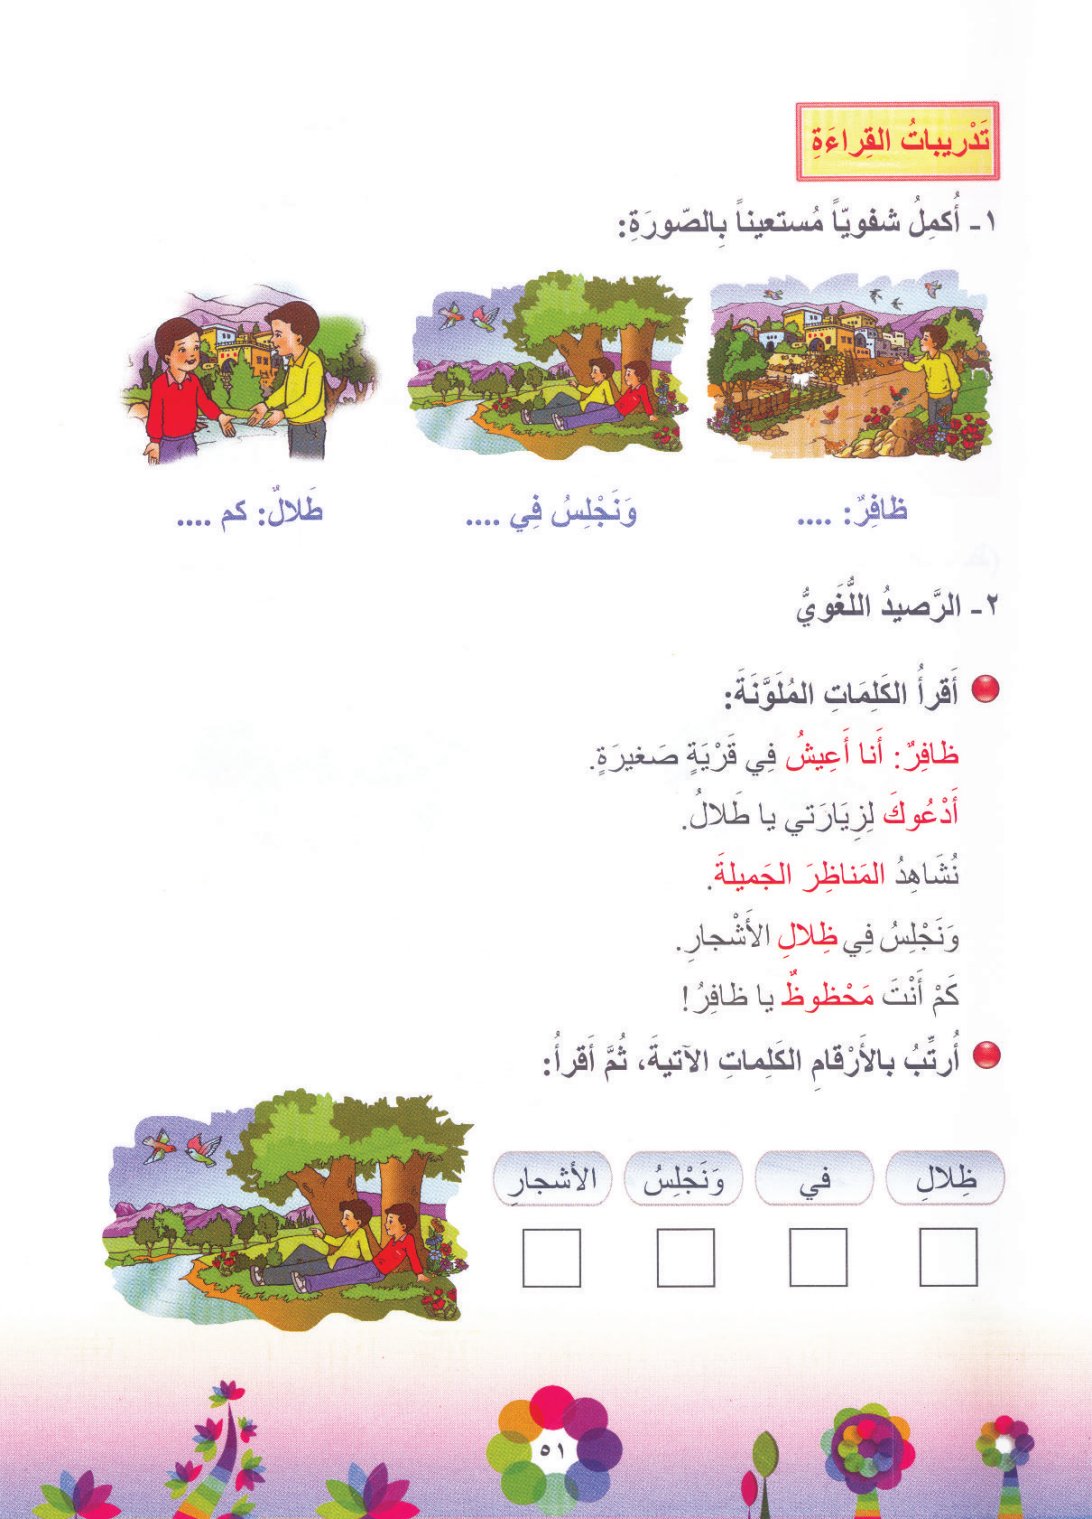 تَدْريباتُ القِراءَةِ
١- أُكمِلُ شفويّاً مُستعيناً بِالصّورَةِ:
ظافِرٌ: ....
وَنَجْلِسُ فِي ....
طَلالٌ: كم ....
٢- الرَّصيدُ اللُّغَويُّ
أَقرأُ الكَلِمَاتِ المُلَوَّنَةَ:
ظافِرٌ: أَنا أَعِيشُ فِي قَرْيَةٍ صَغيرَةٍ.
أَدْعُوكَ لِزِيَارَتي يا طَلالُ.
نُشَاهِدُ المَناظِرَ الجَميلةَ.
وَنَجْلِسُ فِي ظِلالِ الأَشْجارِ.
كَمْ أَنْتَ مَحْظوظٌ يا ظافِرُ!
أُرتِّبُ بالأَرْقامِ الكَلِماتِ الآتيةَ، ثُمَّ أَقرأُ:
ظِلالِ
في
وَنَجْلِسُ
الأشجارِ
٥١